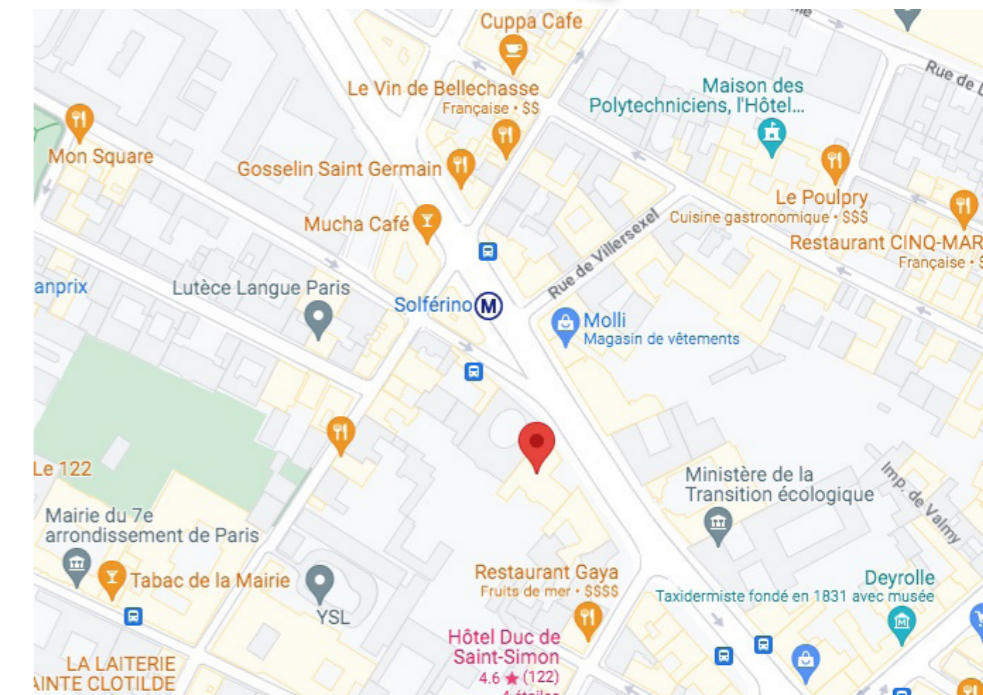 Cuppa Cafe
Le Vin de Bellechasse
Française • $$
Maison des
Polytechniciens, l'Hôtel...
Rue de L
Mon Square
Gosselin Saint Germain
Le Poulpry
Cuisine gastronomique • $$$
Mucha Café
Rue de Villersexel
Restaurant CINQ-MAR
Française • $
anprix
Lutèce Langue Paris
Solférino
M
Molli
Magasin de vêtements
Le 122
Ministère de la
Transition écologique
Imp. de Valmy
Mairie du 7e
arrondissement de Paris
Tabac de la Mairie
YSL
Restaurant Gaya
Fruits de mer • $$$$
Deyrolle
Taxidermiste fondé en 1831 avec musée
Hôtel Duc de
Saint-Simon
4.6 ★ (122)
4 étoiles
LA LAITERIE
AINTE CLOTILDE